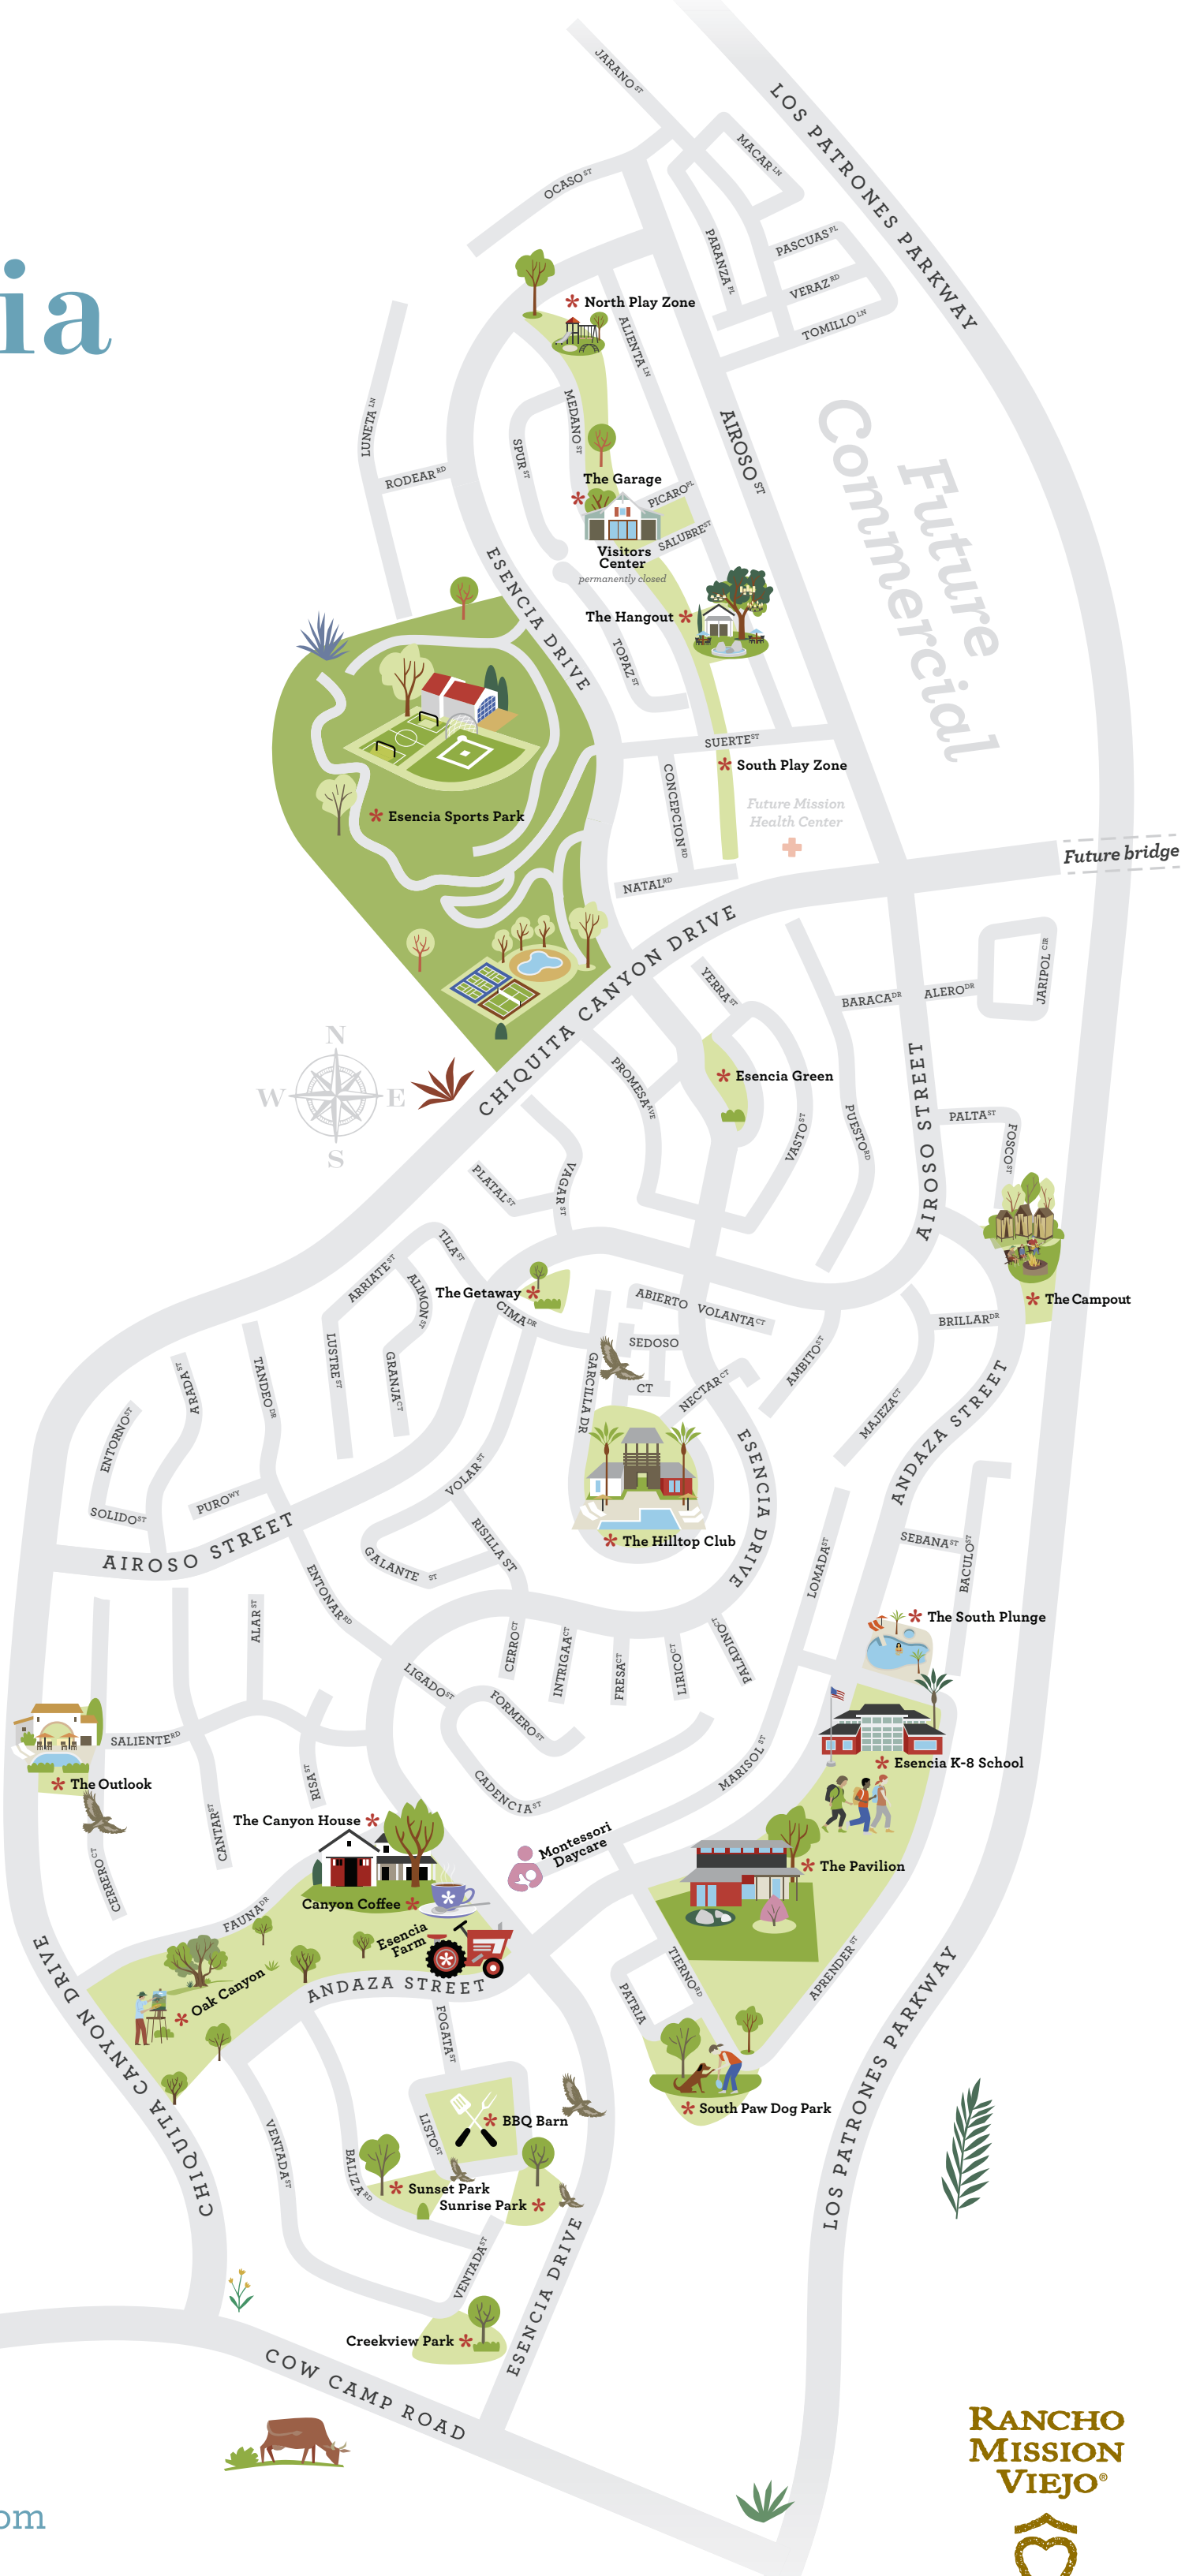 JARANO ST
LOS PATRONES PARKWAY
MACAR LN
OCASO ST
PARANZA PL
PASCUAS PL
VERAZ RD
TOMILLO LN
ia
North Play Zone
ALIENTA LN
LUNETA LN
MEDANO ST
SPUR ST
AIROSO ST
RODEAR RD
The Garage
PICARO PL
SALUBRE ST
Visitors
Center
permanently closed
Future
Commercial
ESENCIA DRIVE
The Hangout
TOPAZ ST
SUERTE ST
South Play Zone
CONCEPCION RD
Future Mission
Health Center
Esencia Sports Park
Future bridge
NATAL RD
CHIQUITA CANYON DRIVE
YERRA ST
BARACA DR
ALERO DR
JARIPOL CIR
N
W
E
S
PROMESA AVE
Esencia Green
VASTO ST
PUESTO RD
AIROSO STREET
PALTA ST
FOSCO ST
PLATAL ST
VAGAR ST
TILA ST
ARRIATE ST
ALIMON ST
The Getaway
CIMA DR
ABIERTO
VOLANTA CT
The Campout
BRILLAR DR
SEDOSO
CT
GARCILLA DR
NECTAR CT
AMBITO ST
LUSTRE ST
GRANJA CT
TANDEO DR
ARADA ST
ENTORNO ST
MAJEZA CT
ANDAZA STREET
ESENCIA DRIVE
VOLAR ST
PURO WY
SOLIDO ST
AIROSO STREET
RISILLA ST
GALANTE ST
The Hilltop Club
SEBANA ST
BACULO ST
LOMADA ST
ENTONAR RD
ALAR ST
The South Plunge
CERRO CT
INTRIGAA CT
FRESA CT
LIRICO CT
PALADINO CT
LIGADO ST
FORMERO ST
SALIENTE RD
Esencia K-8 School
MARISOL ST
The Outlook
RISA ST
CADENCIA ST
CANTAR ST
The Canyon House
Montessori
Daycare
The Pavilion
CERRERO CT
Canyon Coffee
FAUNA DR
Esencia
Farm
Oak Canyon
ANDAZA STREET
TIERNO RD
APRENDER ST
PATRIA
CHIQUITA CANYON DRIVE
FOGATA ST
LOS PATRONES PARKWAY
South Paw Dog Park
BBQ Barn
LISTO ST
VENTADA ST
BALIZA RD
Sunset Park
Sunrise Park
VENTADA ST
ESENCIA DRIVE
Creekview Park
COW CAMP ROAD
RANCHO
MISSION
VIEJO®
om